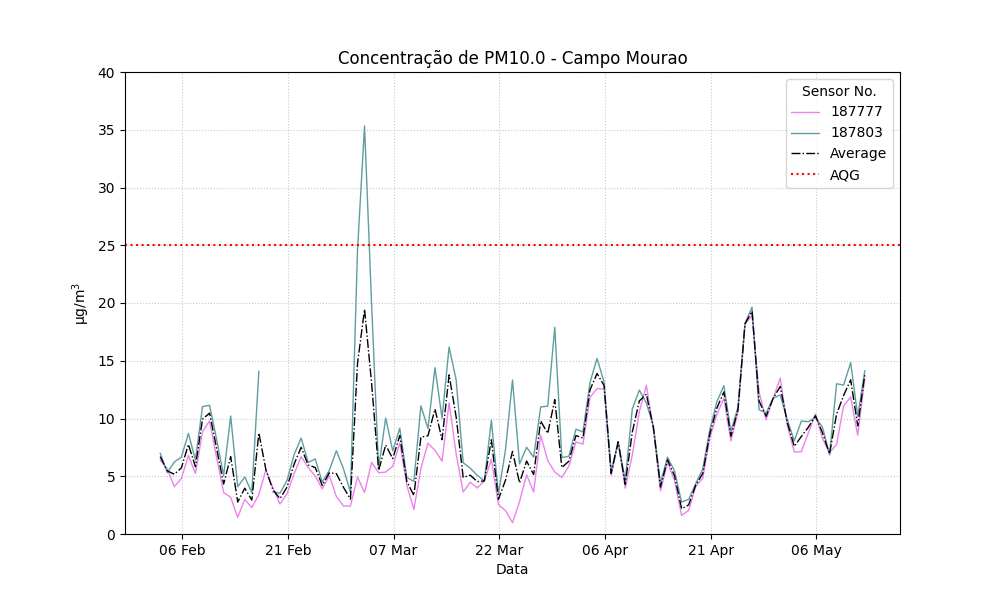 Concentração de PM10.0 - Campo Mourao
40
35
30
25
20
15
10
5
0
µg/m³
06 Feb
21 Feb
07 Mar
22 Mar
06 Apr
21 Apr
06 May
Data
Sensor No.
187777
187803
Average
AQG